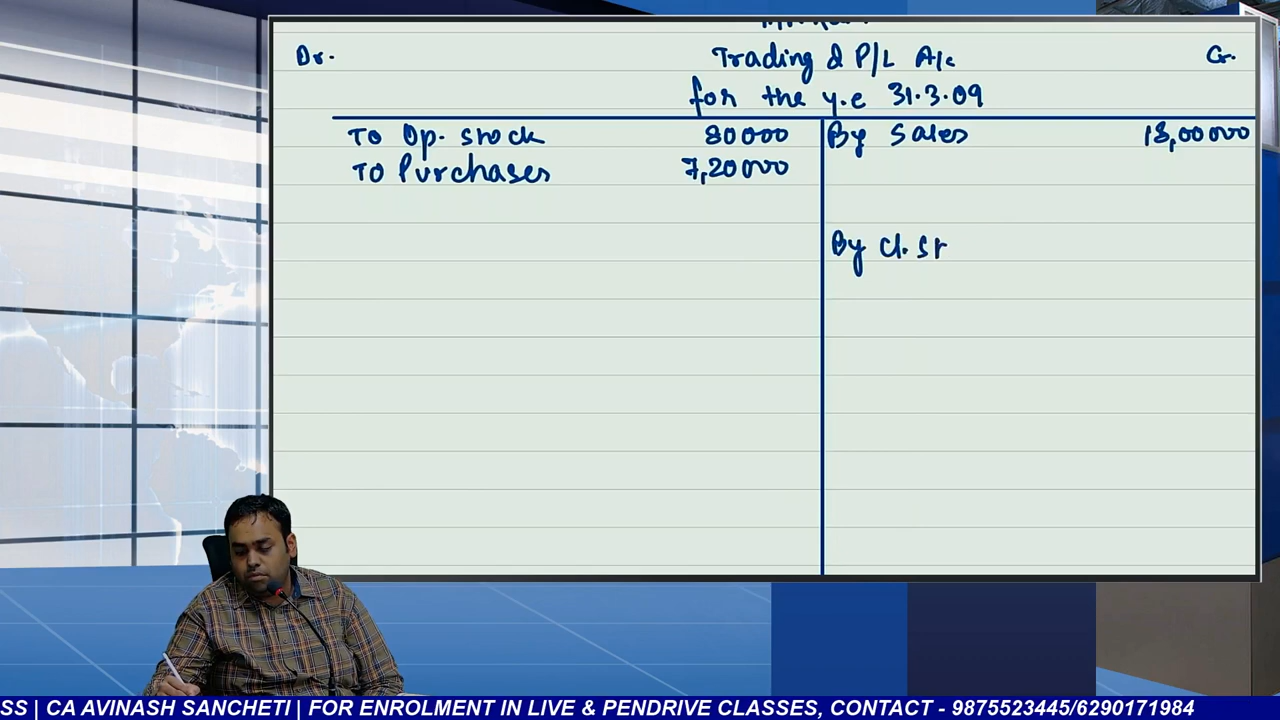 Dr. Trading & P/L A/c Cr.
for the y.e 31.3.09
To Op. Stock 80000 By Sales 18,00000
To Purchases 7,20000
By Cl. St
SS | CA AVINASH SANCHETI | FOR ENROLMENT IN LIVE & PENDRIVE CLASSES, CONTACT - 9875523445/6290171984